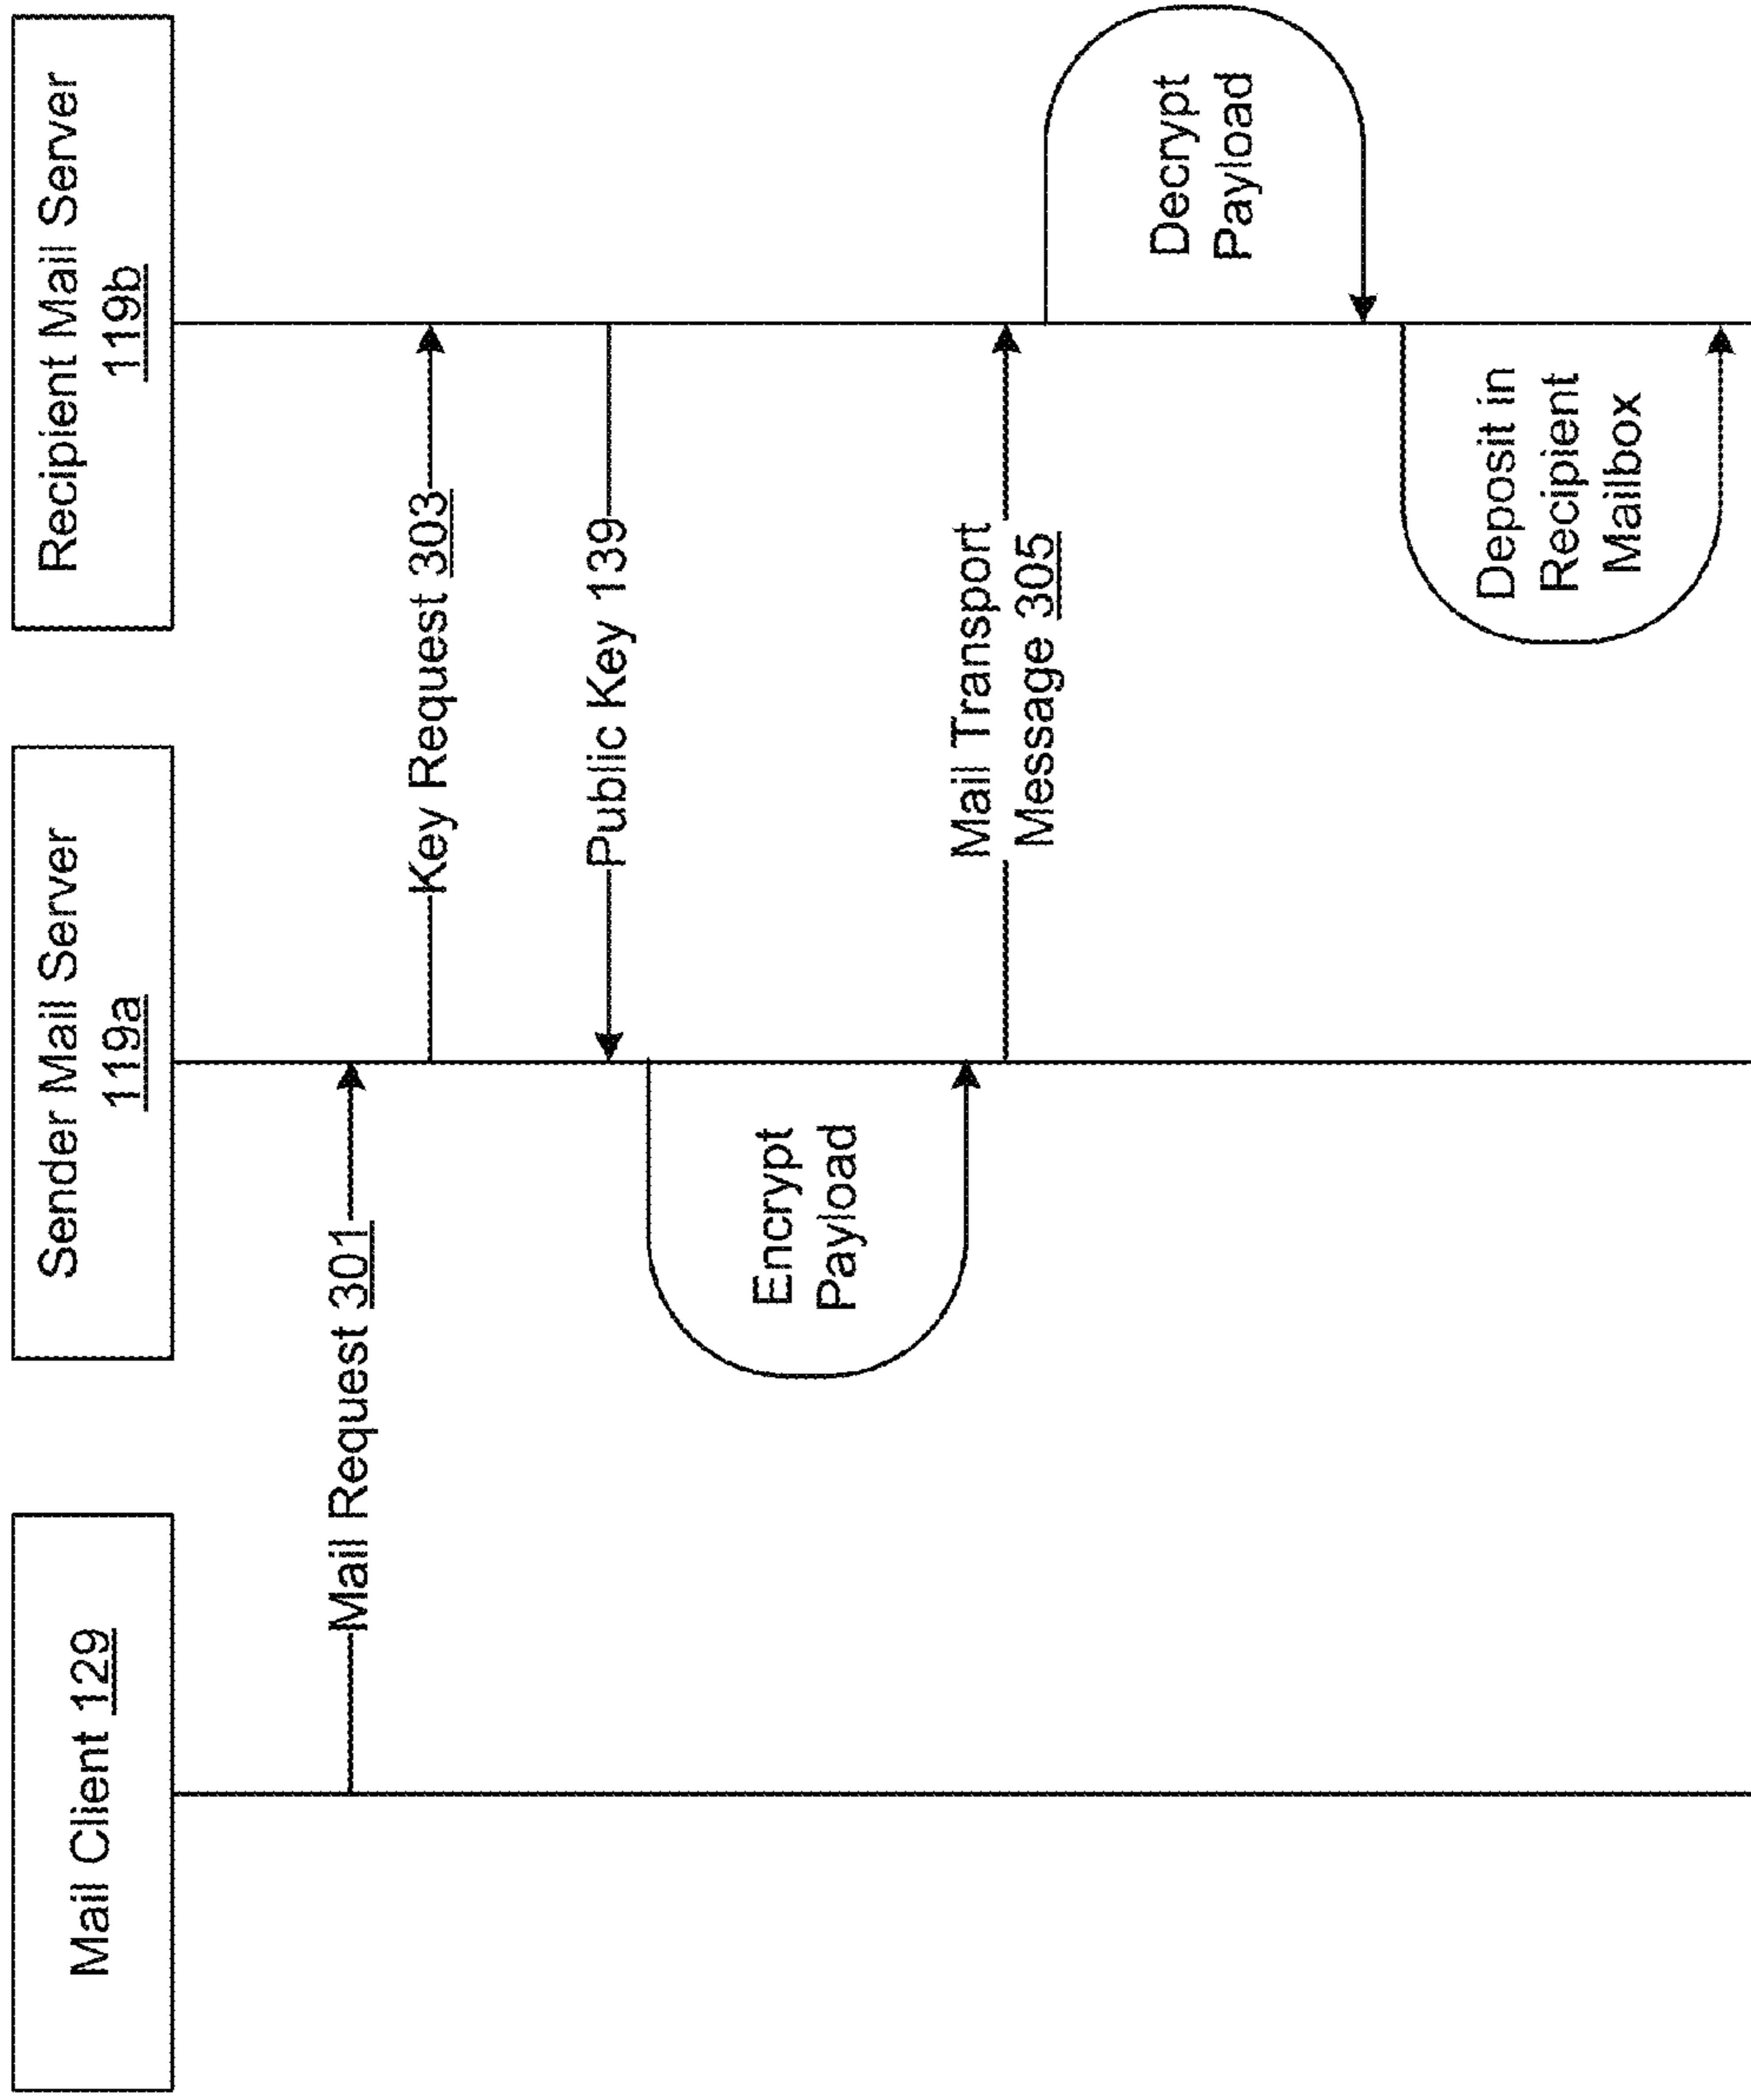 Mail Client 129
Sender Mail Server
119a
Recipient Mail Server
119b
Mail Request 301
Key Request 303
Public Key 139
Encrypt
Payload
Mail Transport
Message 305
Decrypt
Payload
Deposit in
Recipient
Mailbox